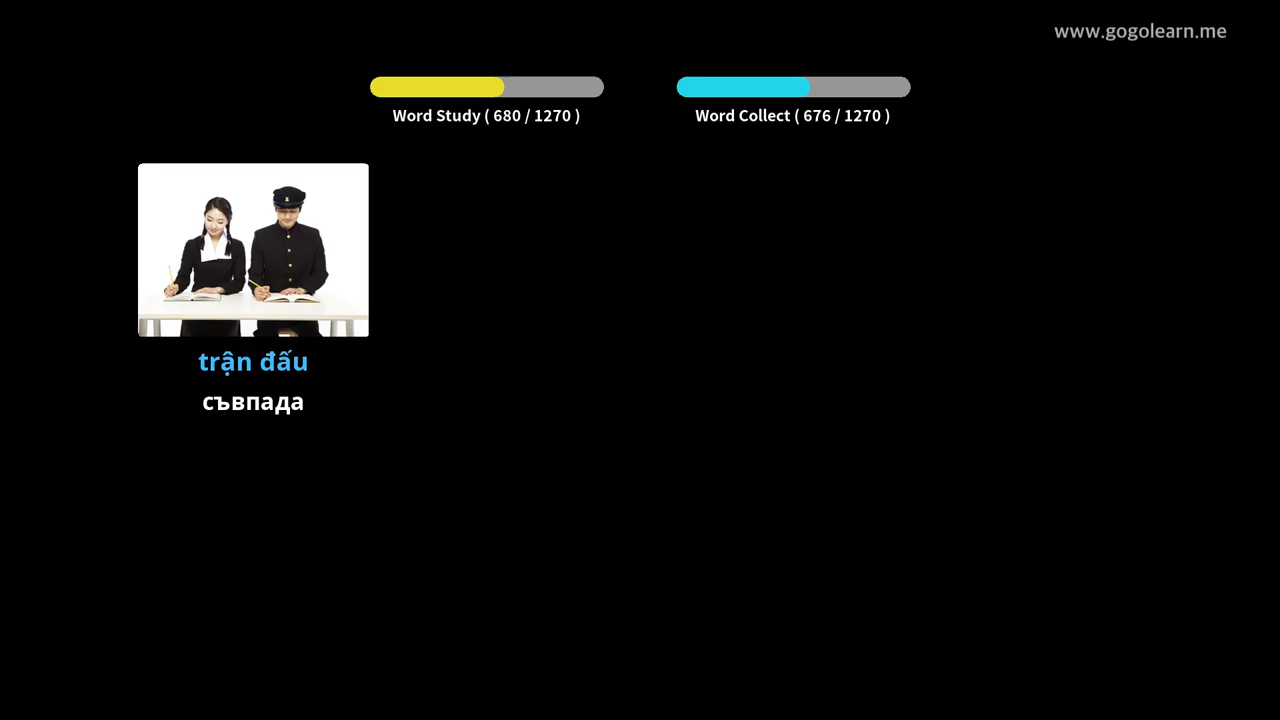 www.gogolearn.me
Word Study ( 680 / 1270 )
Word Collect ( 676 / 1270 )
trận đấu
съвпада